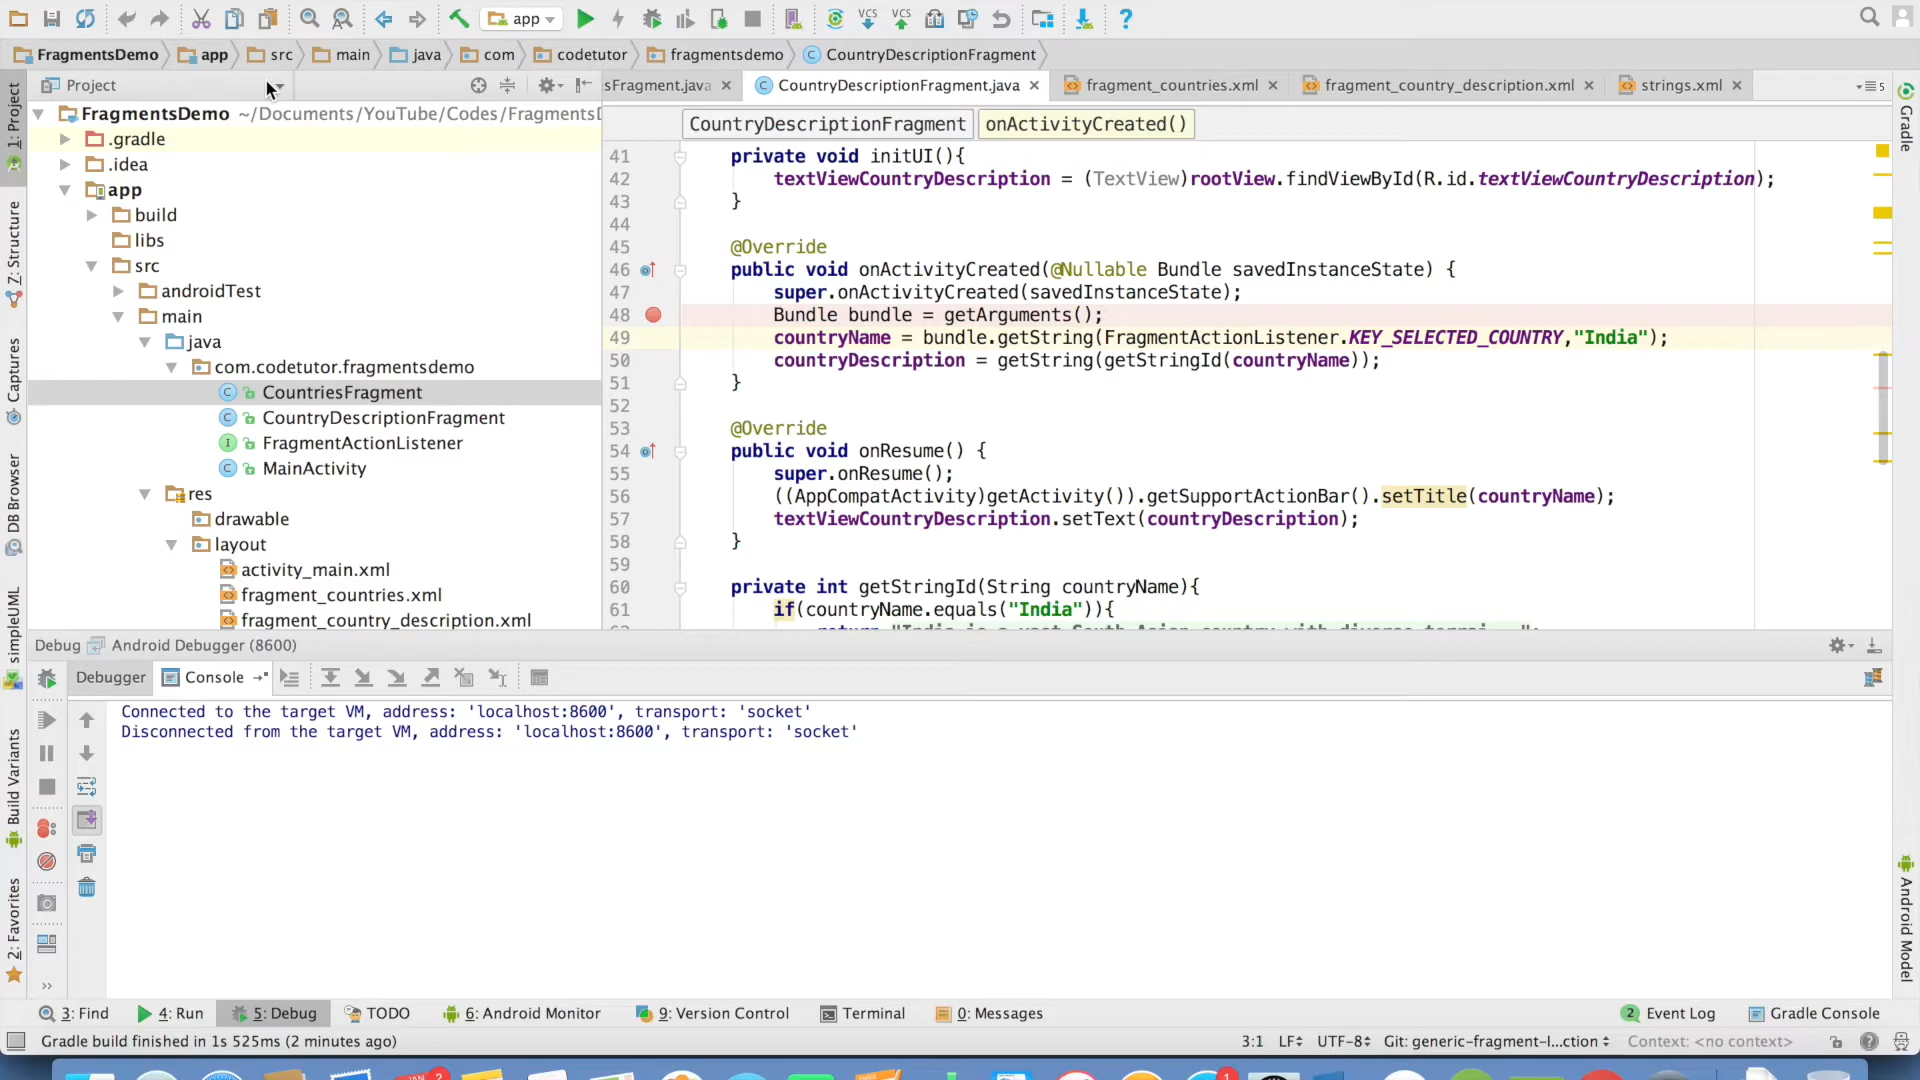 app
FragmentsDemo app src main java com codetutor fragmentsdemo CountryDescriptionFragment
Project
sFragment.java CountryDescriptionFragment.java fragment_countries.xml fragment_country_description.xml strings.xml 5
1: Project
Z: Structure
Captures
DB Browser
simpleUML
Build Variants
2: Favorites
Gradle
Android Model
FragmentsDemo ~/Documents/YouTube/Codes/FragmentsD
.gradle
.idea
app
build
libs
src
androidTest
main
java
com.codetutor.fragmentsdemo
CountriesFragment
CountryDescriptionFragment
FragmentActionListener
MainActivity
res
drawable
layout
activity_main.xml
fragment_countries.xml
fragment_country_description.xml
CountryDescriptionFragment onActivityCreated()
41 private void initUI(){
42 textViewCountryDescription = (TextView)rootView.findViewById(R.id.textViewCountryDescription);
43 }
44
45 @Override
46 public void onActivityCreated(@Nullable Bundle savedInstanceState) {
47 super.onActivityCreated(savedInstanceState);
48 Bundle bundle = getArguments();
49 countryName = bundle.getString(FragmentActionListener.KEY_SELECTED_COUNTRY,"India");
50 countryDescription = getString(getStringId(countryName));
51 }
52
53 @Override
54 public void onResume() {
55 super.onResume();
56 ((AppCompatActivity)getActivity()).getSupportActionBar().setTitle(countryName);
57 textViewCountryDescription.setText(countryDescription);
58 }
59
60 private int getStringId(String countryName){
61 if(countryName.equals("India")){
Debug Android Debugger (8600)
Debugger Console
Connected to the target VM, address: 'localhost:8600', transport: 'socket'
Disconnected from the target VM, address: 'localhost:8600', transport: 'socket'
3: Find 4: Run 5: Debug TODO 6: Android Monitor 9: Version Control Terminal 0: Messages 2 Event Log Gradle Console
Gradle build finished in 1s 525ms (2 minutes ago) 3:1 LF UTF-8 Git: generic-fragment-l...ction Context: <no context>